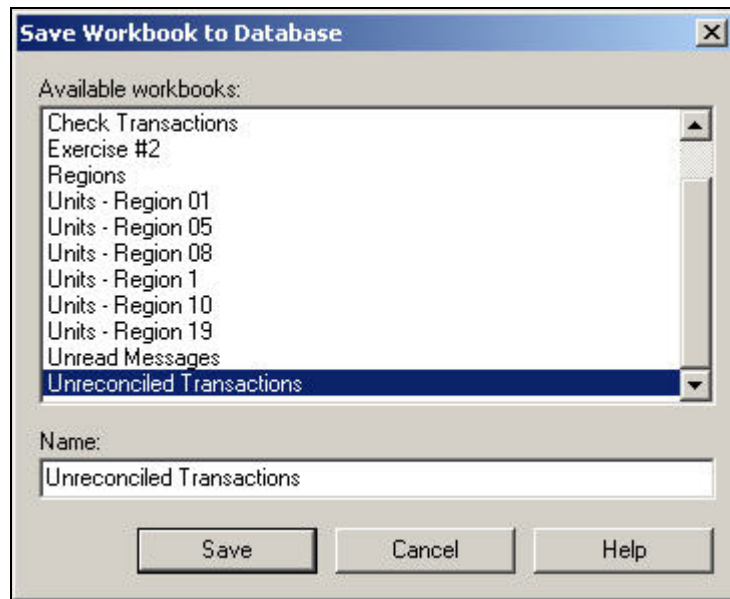 Save Workbook to Database
Available workbooks:
Check Transactions
Exercise #2
Regions
Units - Region 01
Units - Region 05
Units - Region 08
Units - Region 1
Units - Region 10
Units - Region 19
Unread Messages
Unreconciled Transactions
Name:
Unreconciled Transactions
Save Cancel Help